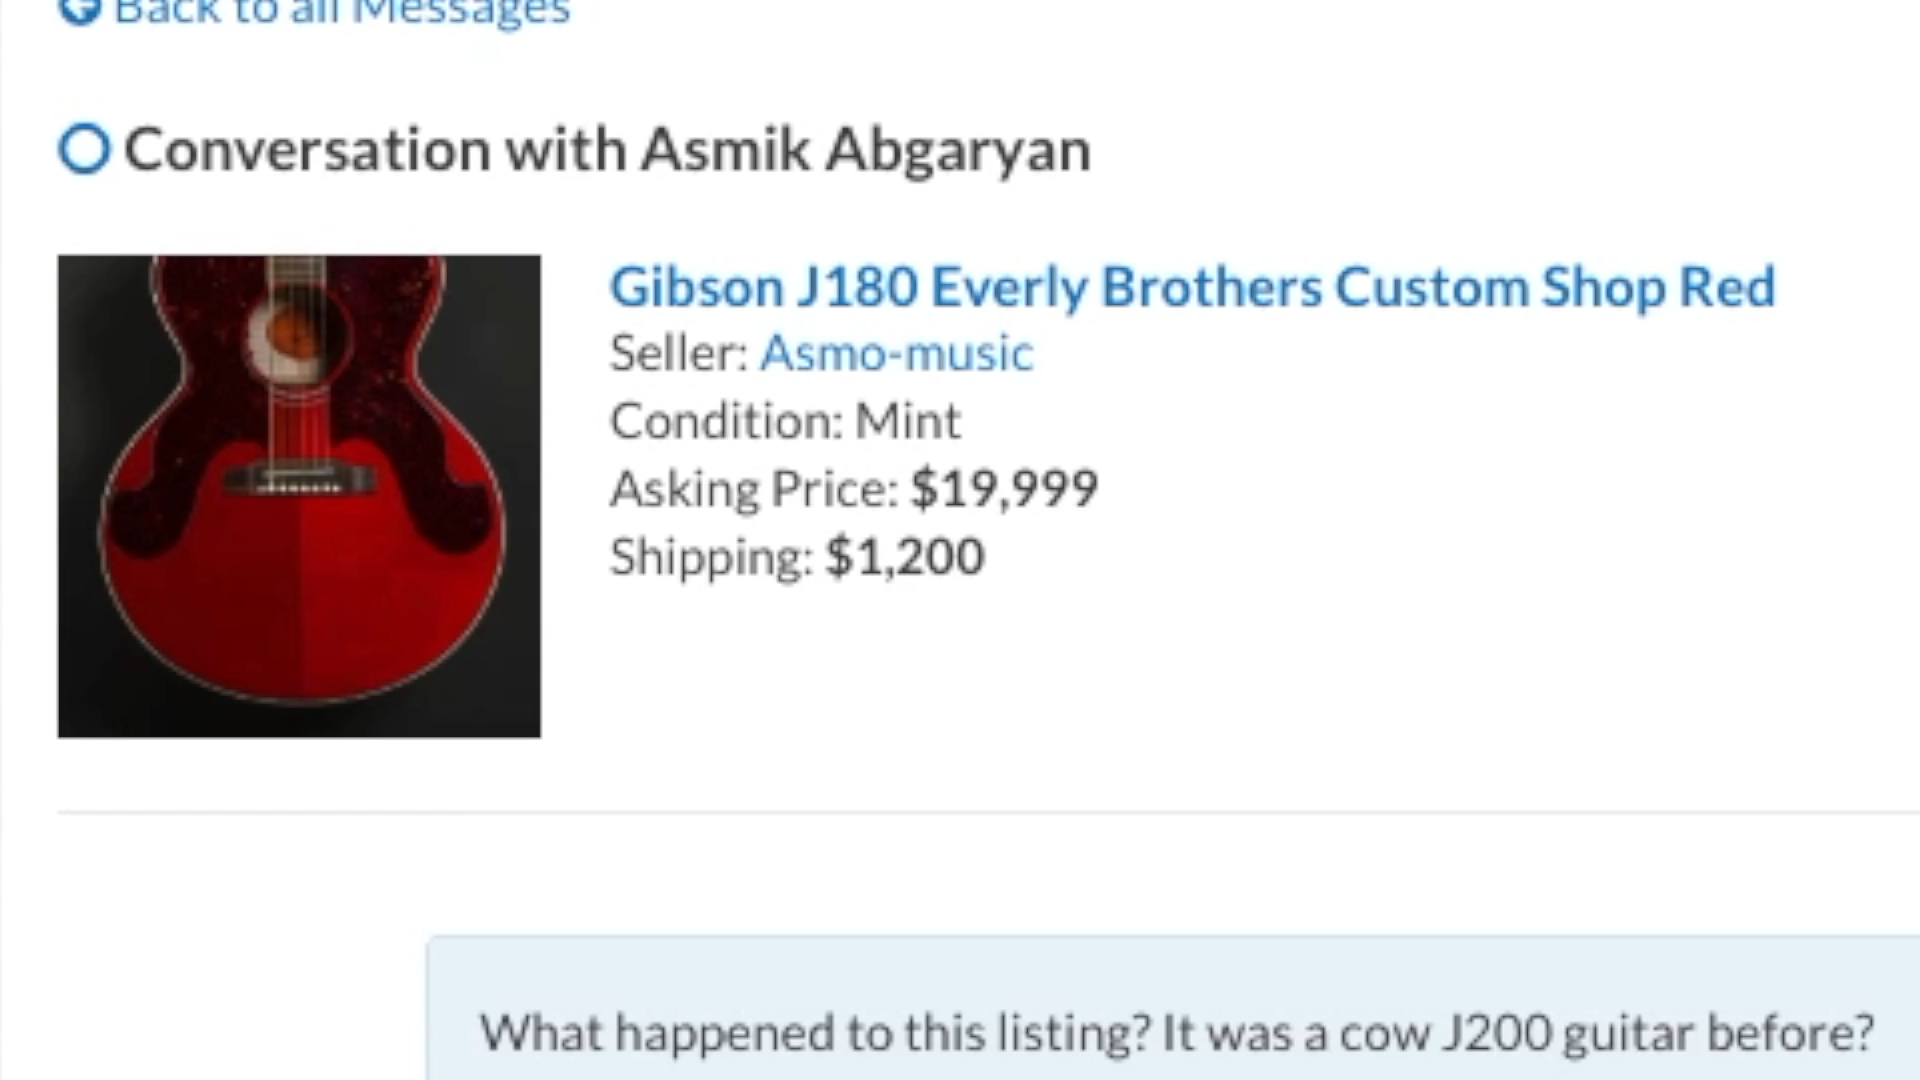 Back to all Messages
Conversation with Asmik Abgaryan
Gibson J180 Everly Brothers Custom Shop Red
Seller: Asmo-music
Condition: Mint
Asking Price: $19,999
Shipping: $1,200
What happened to this listing? It was a cow J200 guitar before?